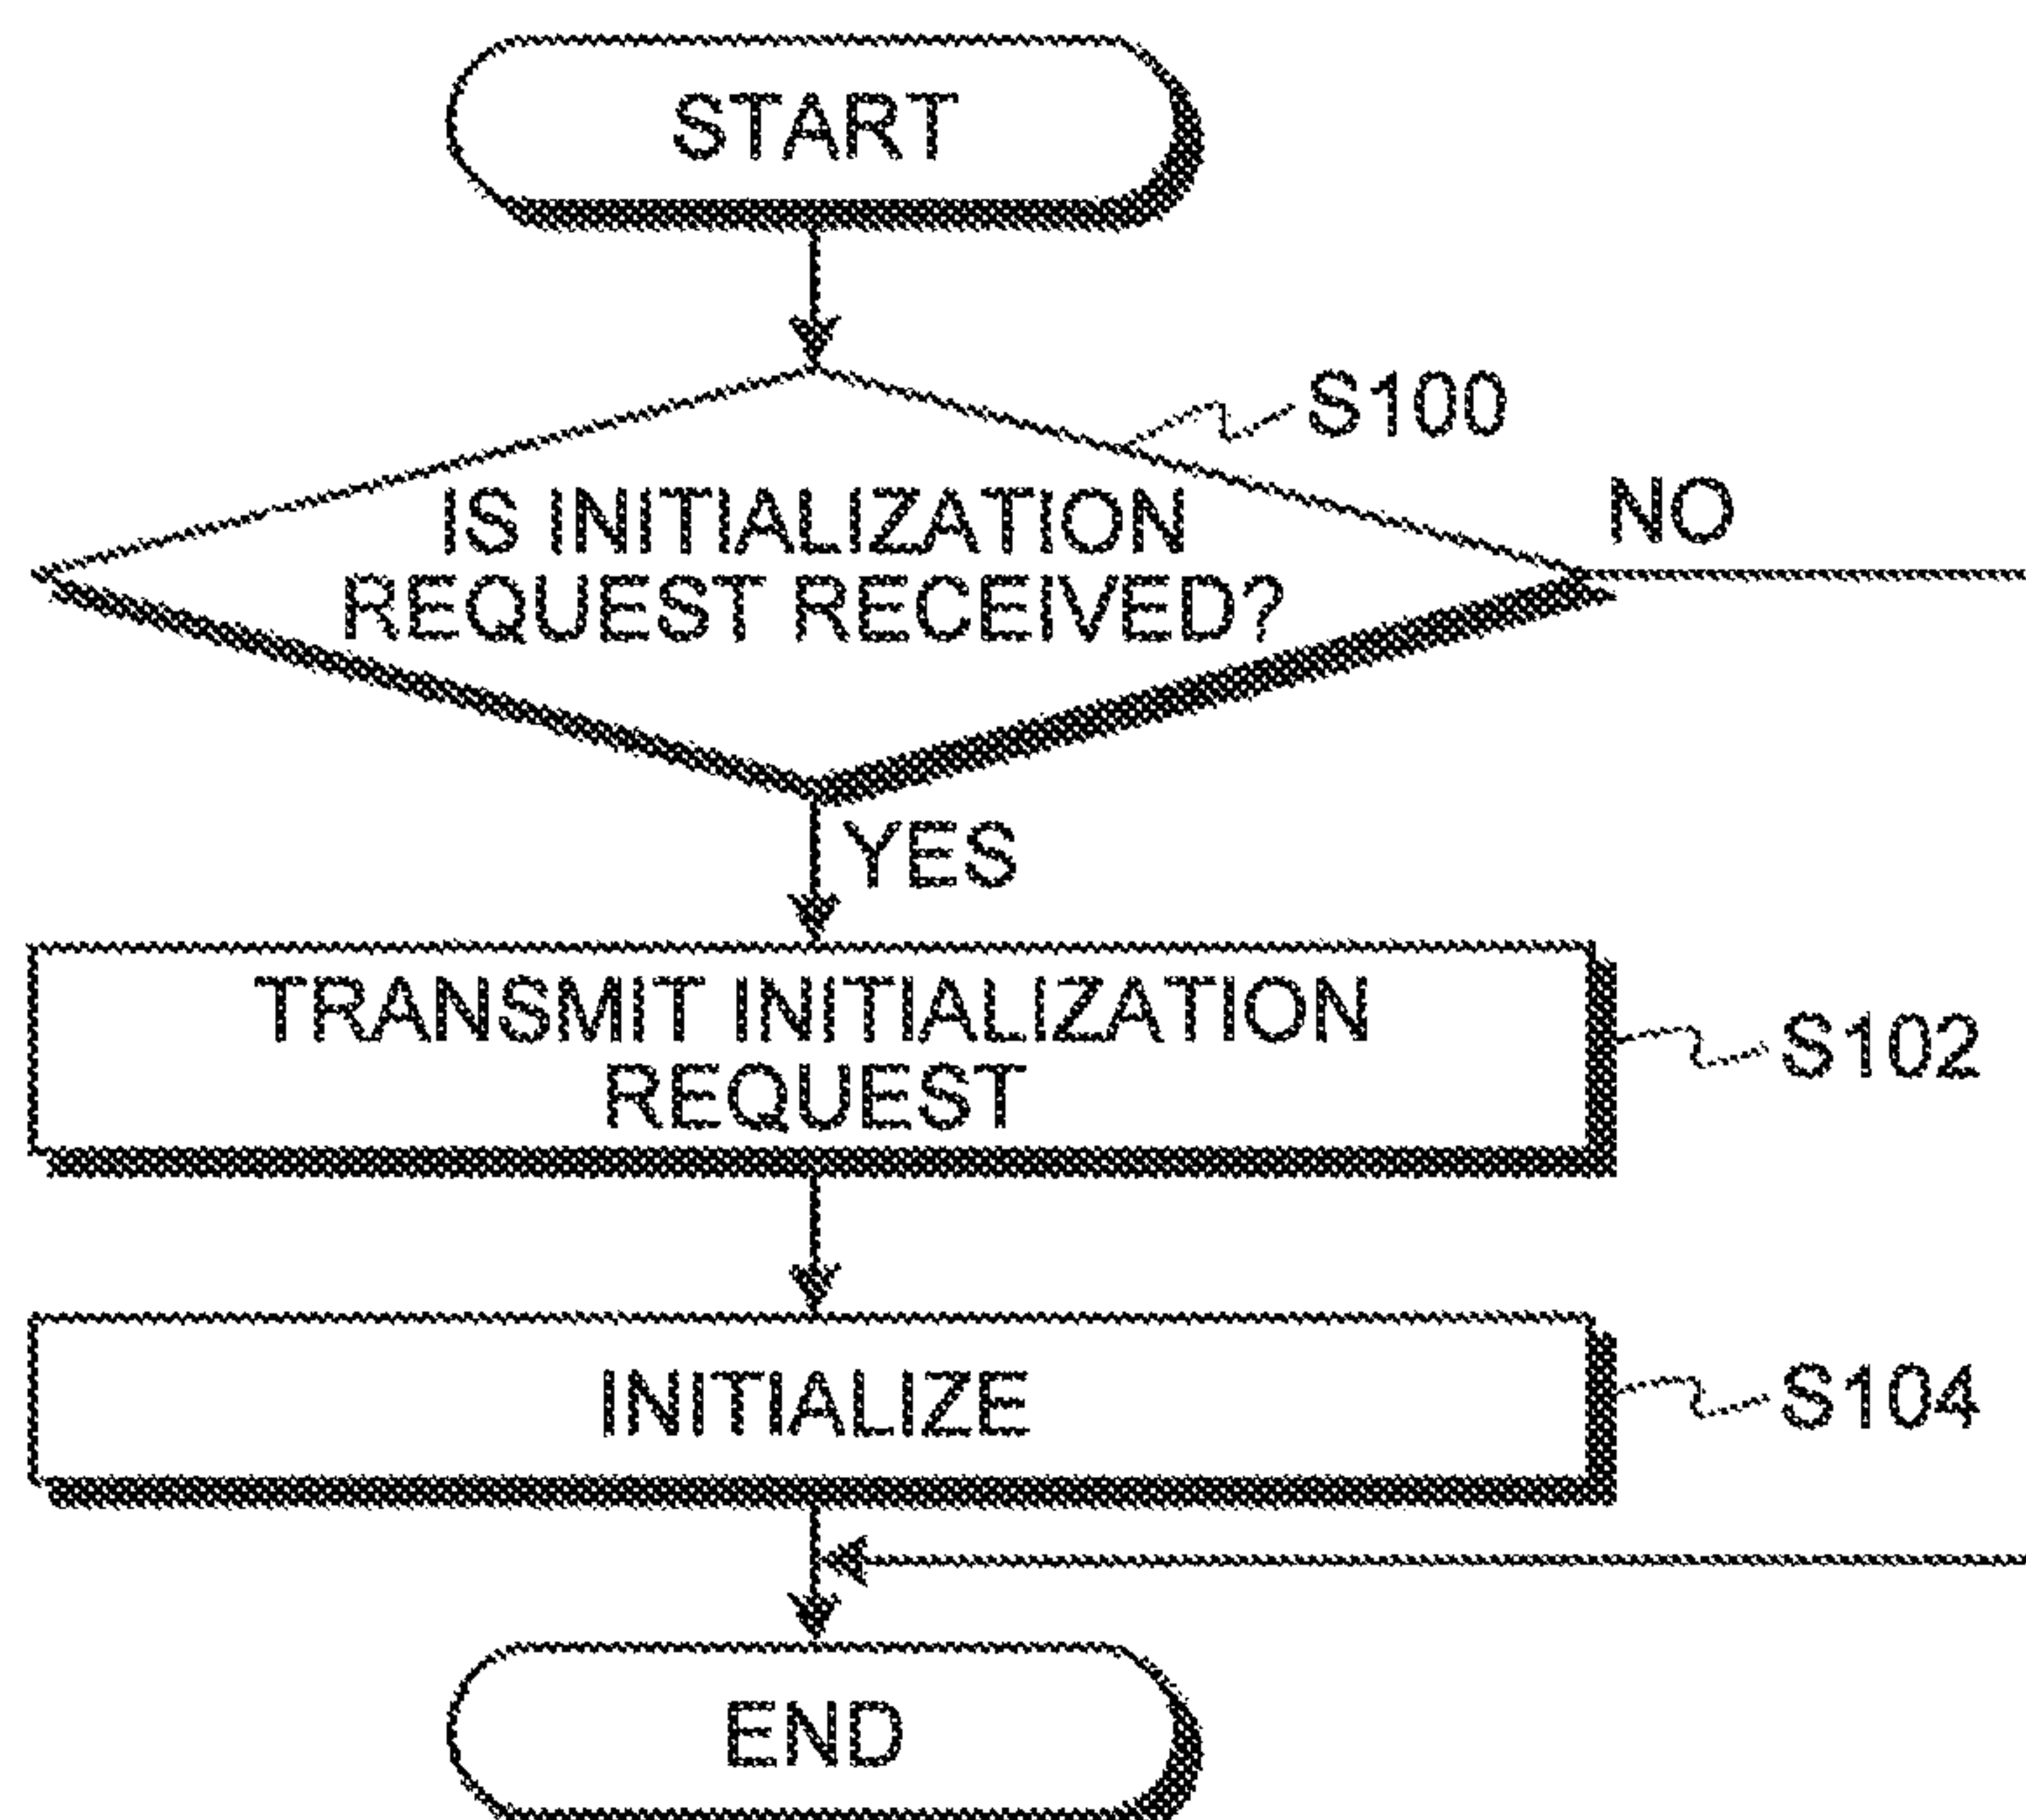 START
S100
IS INITIALIZATION
REQUEST RECEIVED?
NO
YES
TRANSMIT INITIALIZATION
REQUEST
S102
INITIALIZE
S104
END